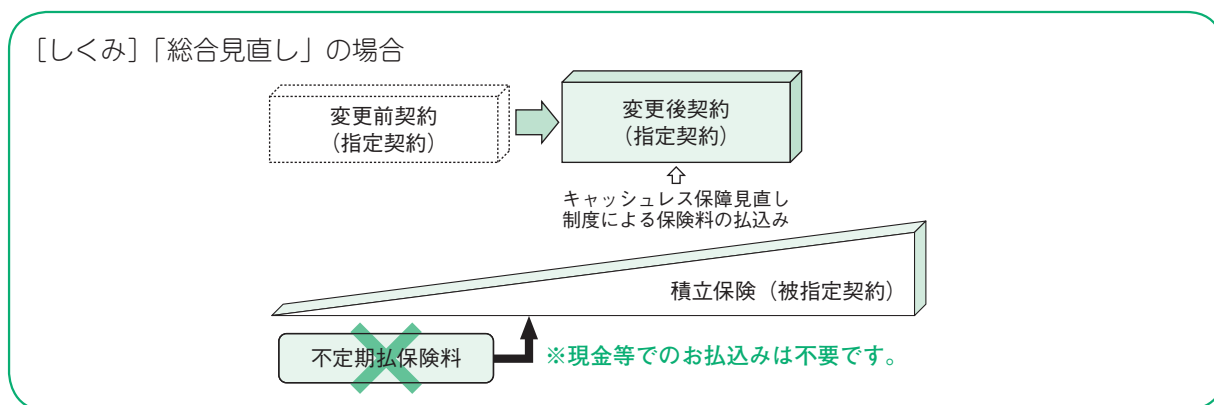 ［しくみ］「総合見直し」の場合
変更前契約
（指定契約）
変更後契約
（指定契約）
キャッシュレス保障見直し
制度による保険料の払込み
積立保険（被指定契約）
不定期払保険料
※現金等でのお払込みは不要です。